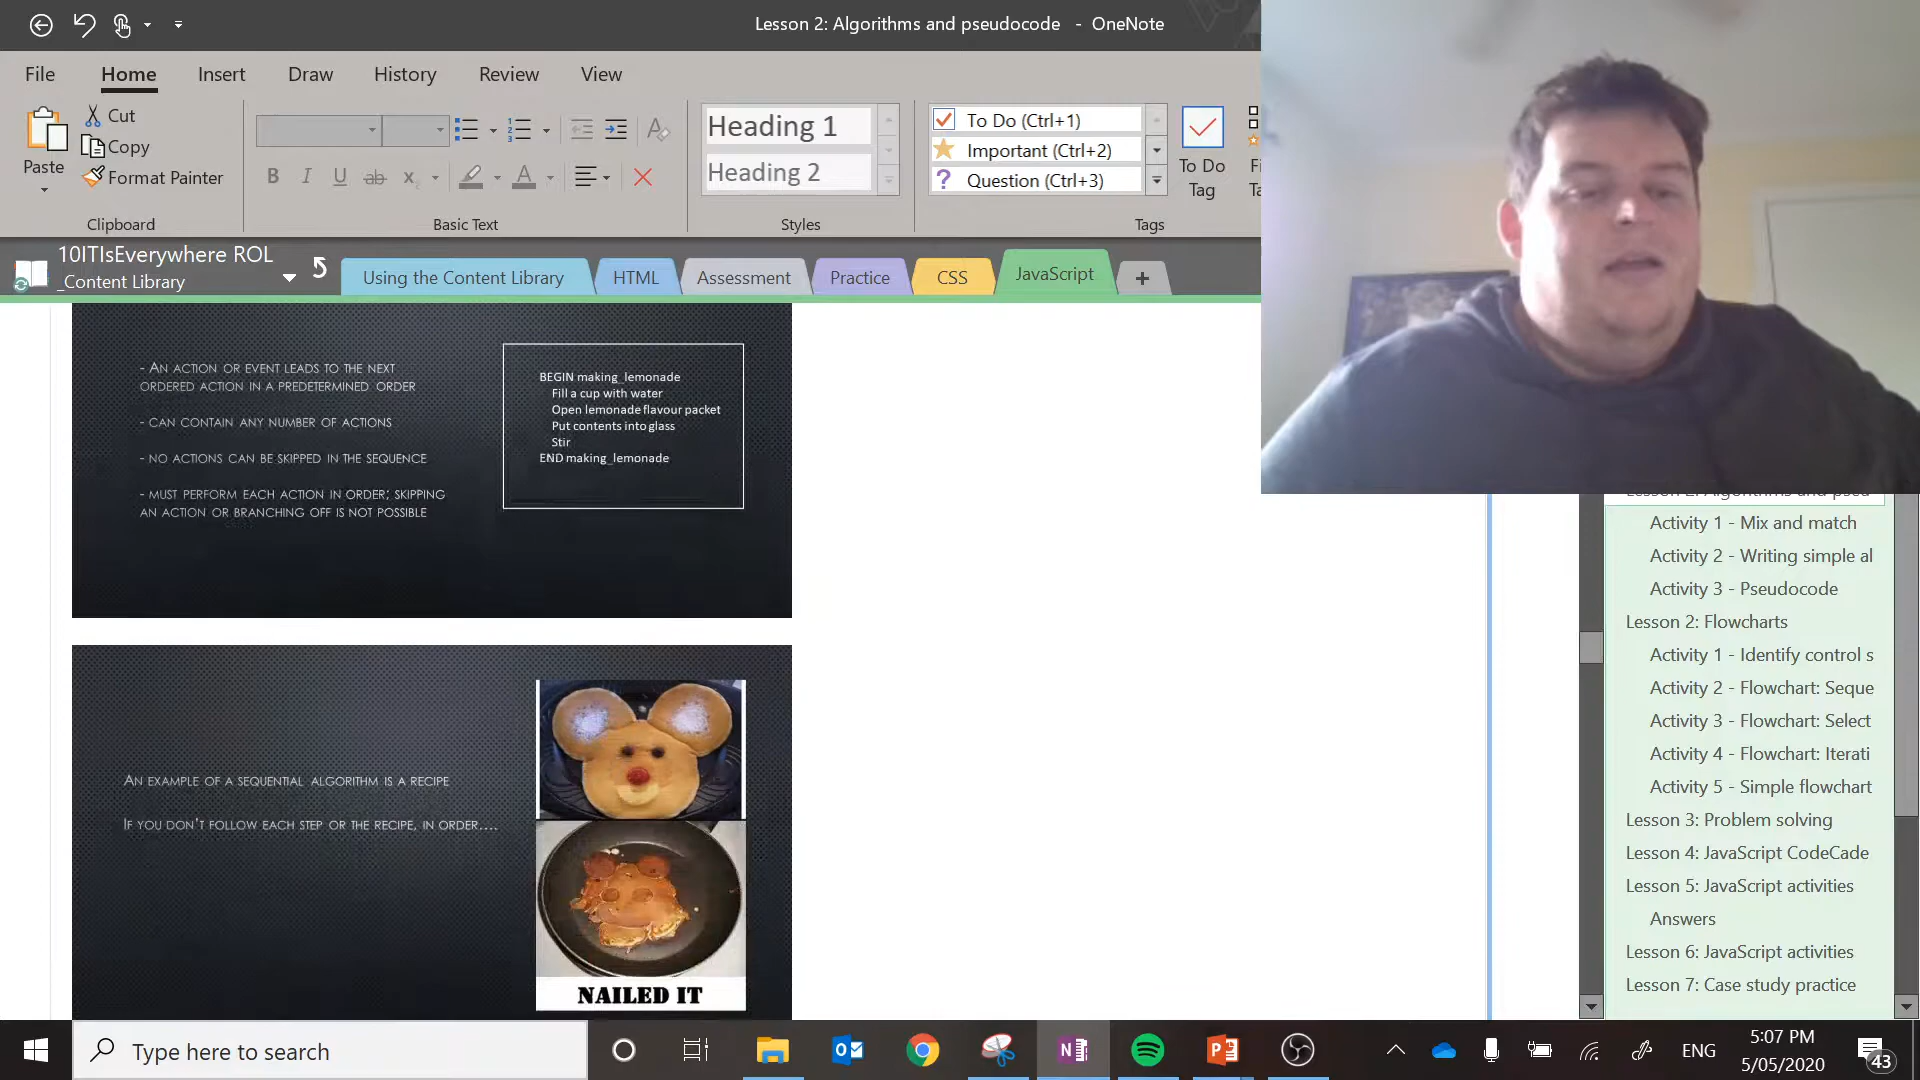 Lesson 2: Algorithms and pseudocode - OneNote
File Home Insert Draw History Review View
Paste
Cut
Copy
Format Painter
Clipboard
Basic Text
Heading 1
Heading 2
Styles
To Do (Ctrl+1)
Important (Ctrl+2)
Question (Ctrl+3)
Tags
To Do
Tag
10ITIsEverywhere ROL
_Content Library
Using the Content Library
HTML
Assessment
Practice
CSS
JavaScript
- AN ACTION OR EVENT LEADS TO THE NEXT
ORDERED ACTION IN A PREDETERMINED ORDER
- CAN CONTAIN ANY NUMBER OF ACTIONS
- NO ACTIONS CAN BE SKIPPED IN THE SEQUENCE
- MUST PERFORM EACH ACTION IN ORDER; SKIPPING
AN ACTION OR BRANCHING OFF IS NOT POSSIBLE
BEGIN making_lemonade
Fill a cup with water
Open lemonade flavour packet
Put contents into glass
Stir
END making_lemonade
AN EXAMPLE OF A SEQUENTIAL ALGORITHM IS A RECIPE
IF YOU DON'T FOLLOW EACH STEP OR THE RECIPE, IN ORDER....
NAILED IT
Activity 1 - Mix and match
Activity 2 - Writing simple al
Activity 3 - Pseudocode
Lesson 2: Flowcharts
Activity 1 - Identify control s
Activity 2 - Flowchart: Seque
Activity 3 - Flowchart: Select
Activity 4 - Flowchart: Iterati
Activity 5 - Simple flowchart
Lesson 3: Problem solving
Lesson 4: JavaScript CodeCade
Lesson 5: JavaScript activities
Answers
Lesson 6: JavaScript activities
Lesson 7: Case study practice
Type here to search
ENG
5:07 PM
5/05/2020
43